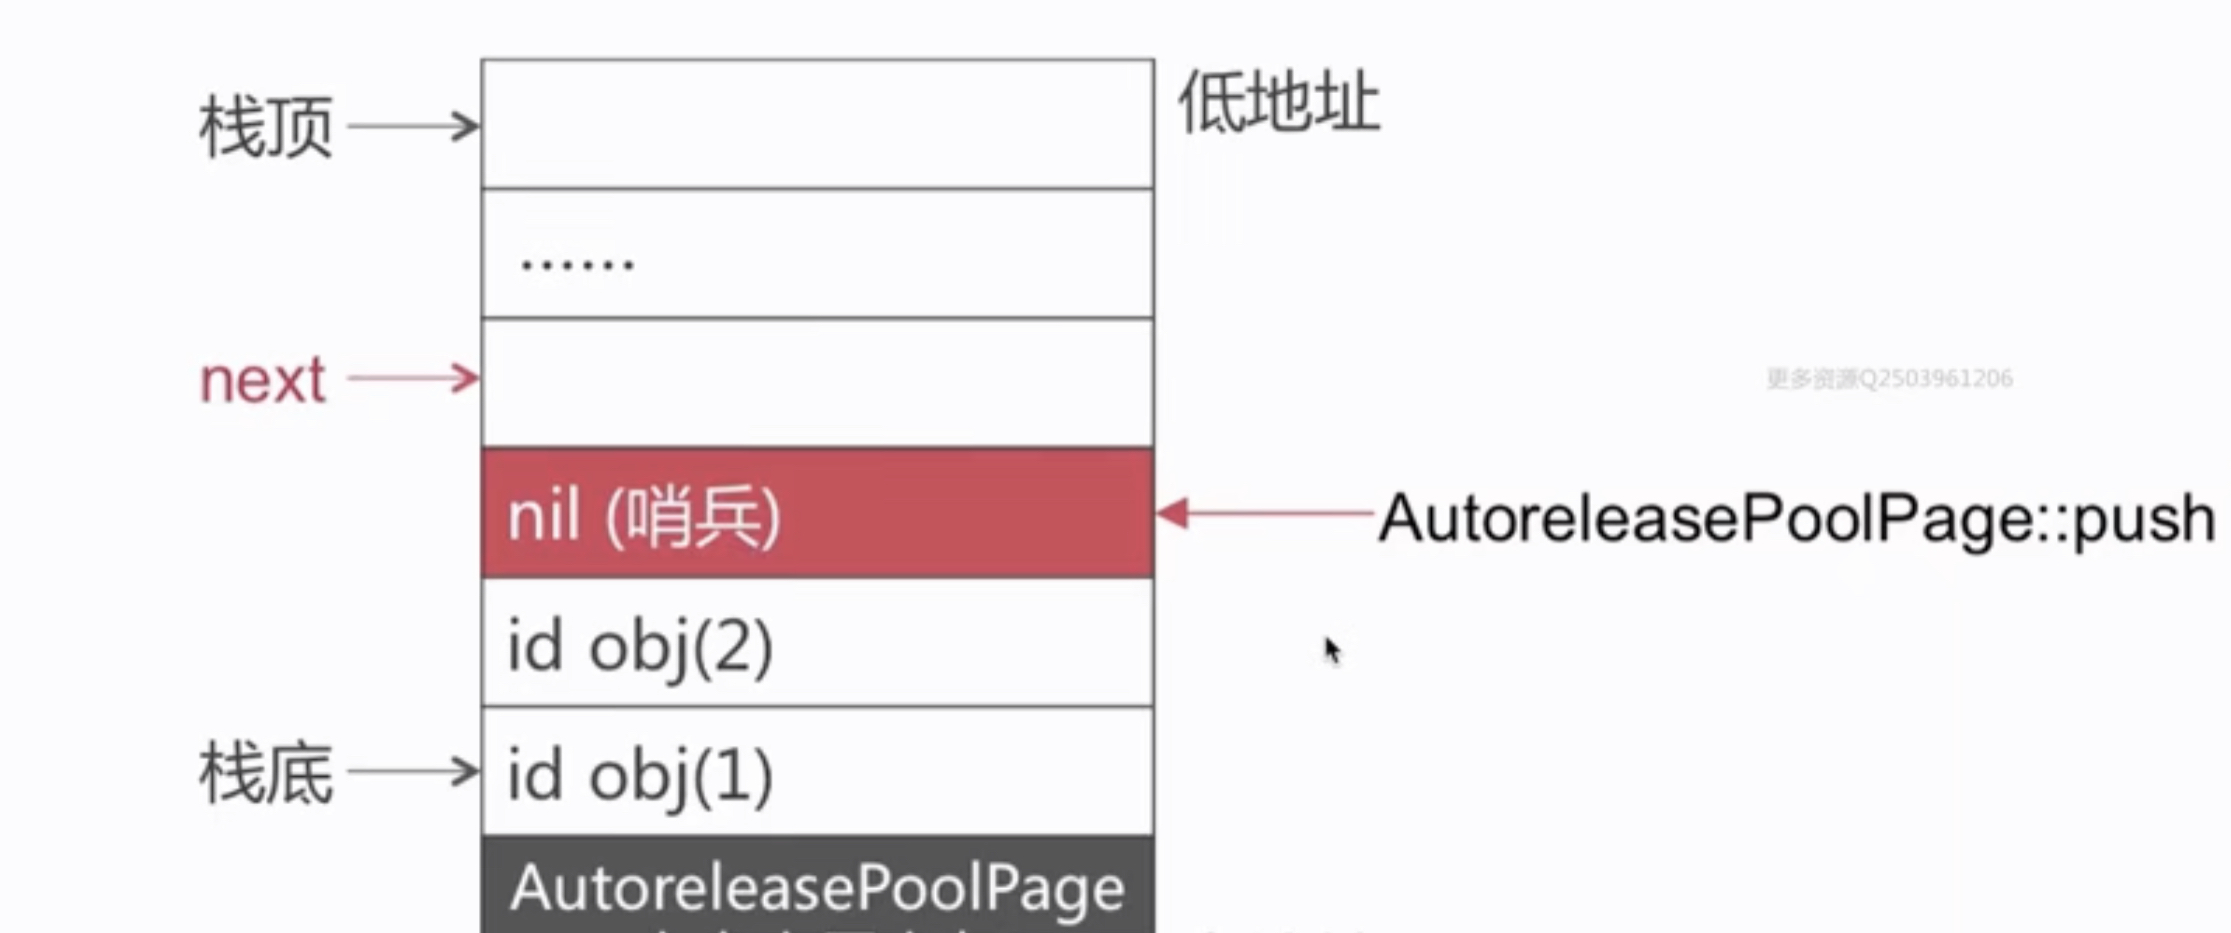 栈顶
低地址
......
next
更多资源Q2503961206
nil (哨兵)
AutoreleasePoolPage::push
id obj(2)
栈底
id obj(1)
AutoreleasePoolPage